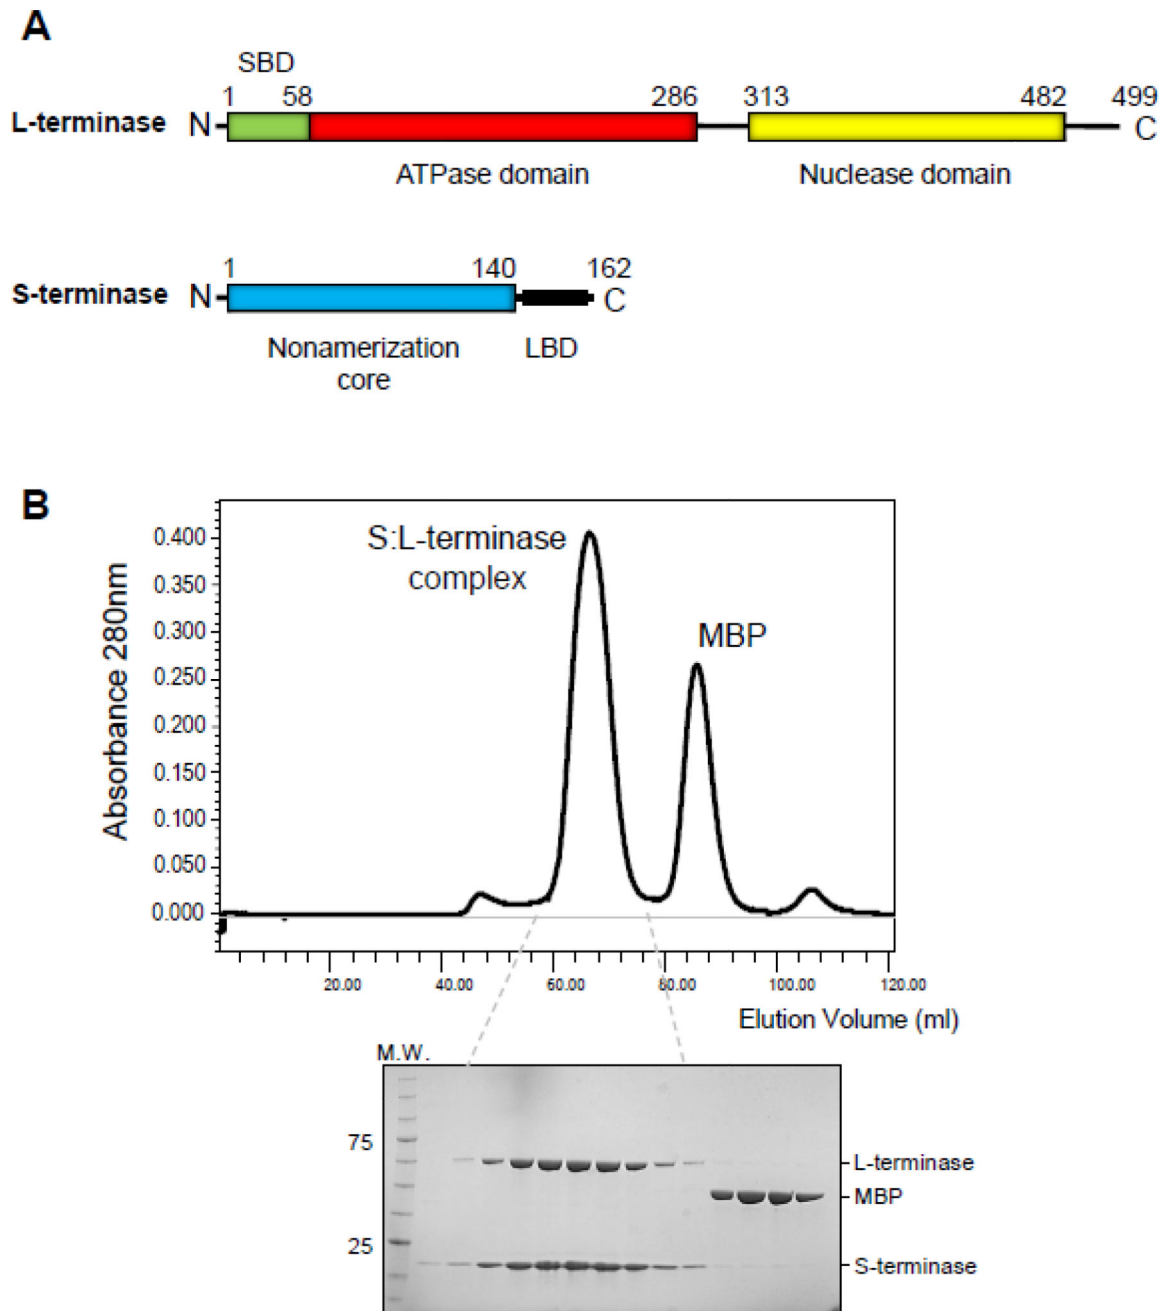 A
SBD
1 58 286 313 482 499
L-terminase N C
ATPase domain Nuclease domain
1 140 162
S-terminase N C
Nonamerization LBD
core
B
S:L-terminase
complex
MBP
Absorbance 280nm
0.400
0.350
0.300
0.250
0.200
0.150
0.100
0.050
0.000
20.00 40.00 60.00 80.00 100.00 120.00
Elution Volume (ml)
M.W.
75
L-terminase
MBP
25
S-terminase